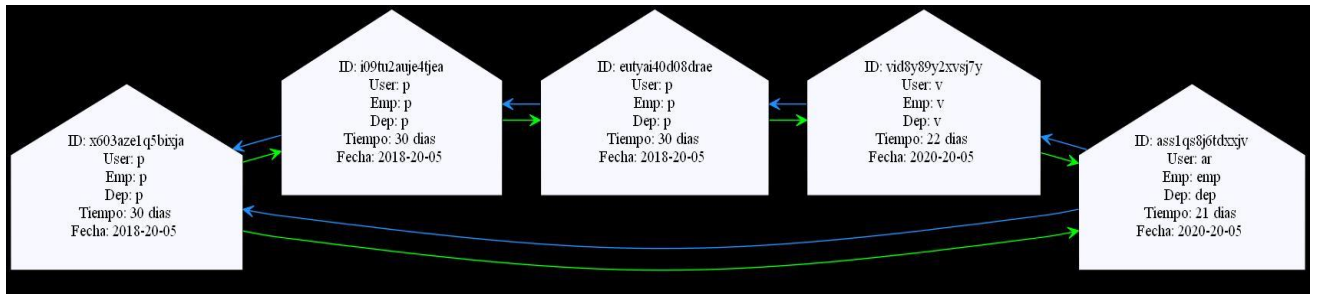 ID: x603aze1q5bixja
User: p
Emp: p
Dep: p
Tiempo: 30 dias
Fecha: 2018-20-05
ID: i09tu2auje4tjea
User: p
Emp: p
Dep: p
Tiempo: 30 dias
Fecha: 2018-20-05
ID: eutyai40d08drae
User: p
Emp: p
Dep: p
Tiempo: 30 dias
Fecha: 2018-20-05
ID: vid8y89y2xvsj7y
User: v
Emp: v
Dep: v
Tiempo: 22 dias
Fecha: 2020-20-05
ID: ass1qs8j6tdxxjv
User: ar
Emp: emp
Dep: dep
Tiempo: 21 dias
Fecha: 2020-20-05